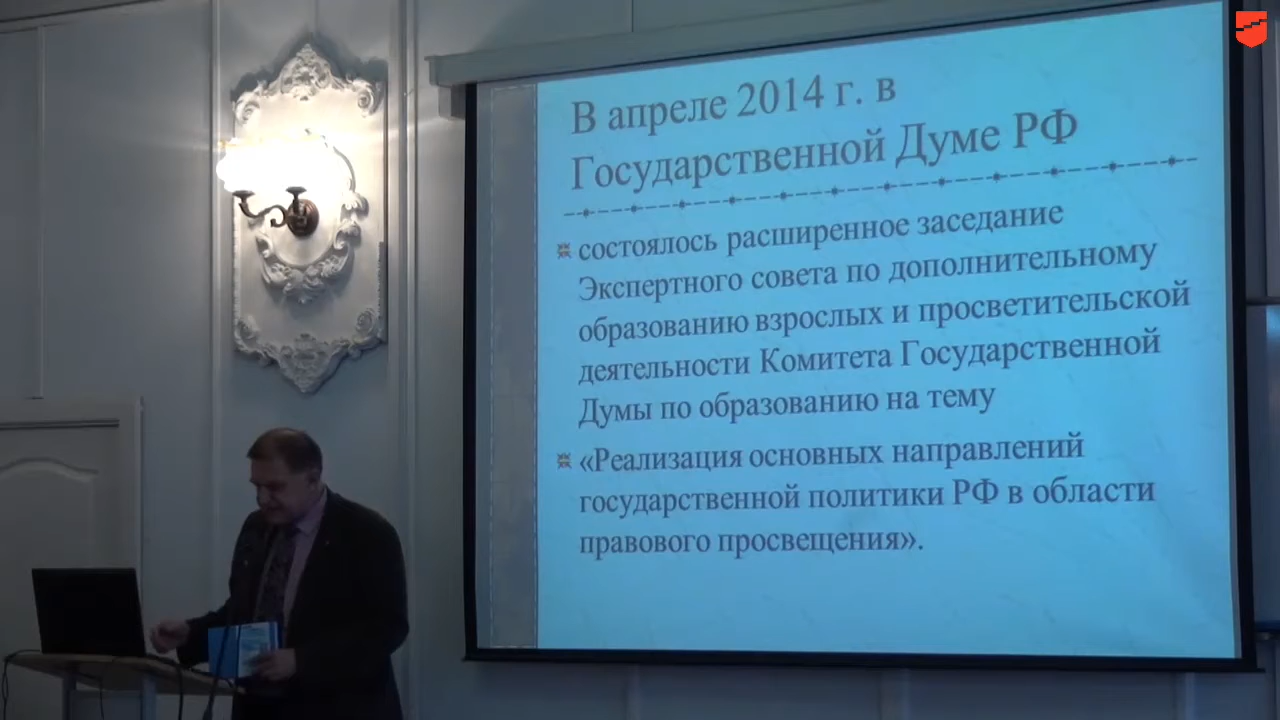 В апреле 2014 г. в
Государственной Думе РФ
состоялось расширенное заседание
Экспертного совета по дополнительному
образованию взрослых и просветительской
деятельности Комитета Государственной
Думы по образованию на тему
«Реализация основных направлений
государственной политики РФ в области
правового просвещения».